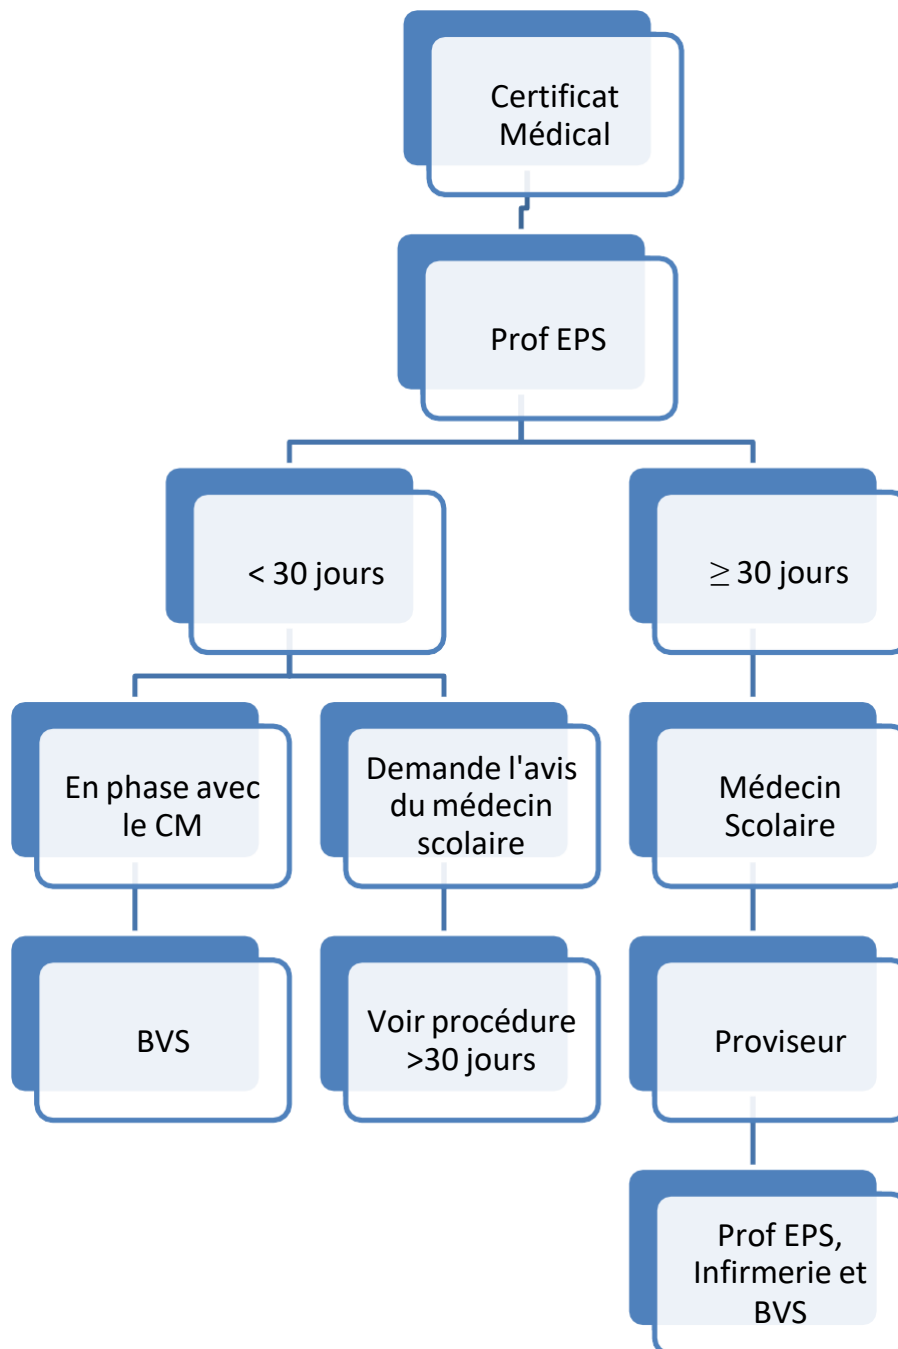 Certificat
Médical
Prof EPS
< 30 jours
≥ 30 jours
En phase avec
le CM
Demande l'avis
du médecin
scolaire
Médecin
Scolaire
BVS
Voir procédure
>30 jours
Proviseur
Prof EPS,
Infirmerie et
BVS